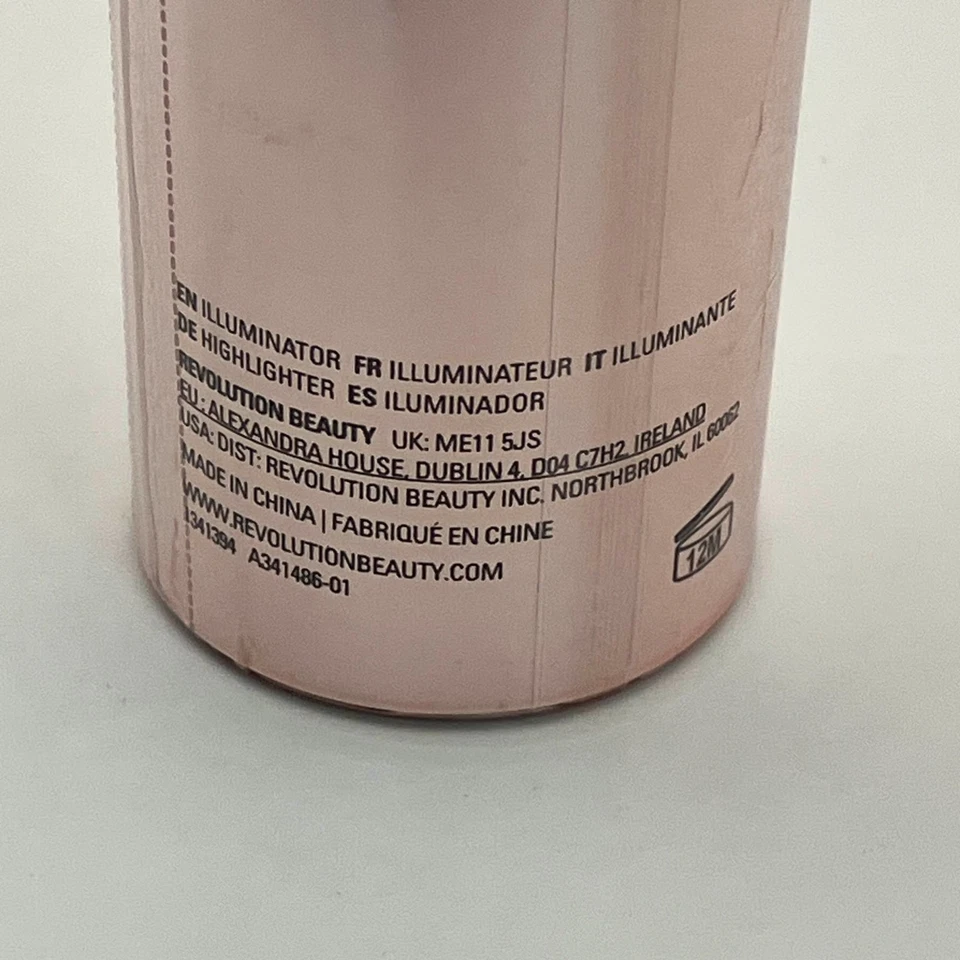 EN ILLUMINATOR FR ILLUMINATEUR IT ILLUMINANTE
DE HIGHLIGHTER ES ILUMINADOR
REVOLUTION BEAUTY UK: ME11 5JS
EU: ALEXANDRA HOUSE, DUBLIN 4, D04 C7H2, IRELAND
USA: DIST: REVOLUTION BEAUTY INC. NORTHBROOK, IL 60062
MADE IN CHINA | FABRIQUÉ EN CHINE
WWW.REVOLUTIONBEAUTY.COM
1341394 A341486-01
12M